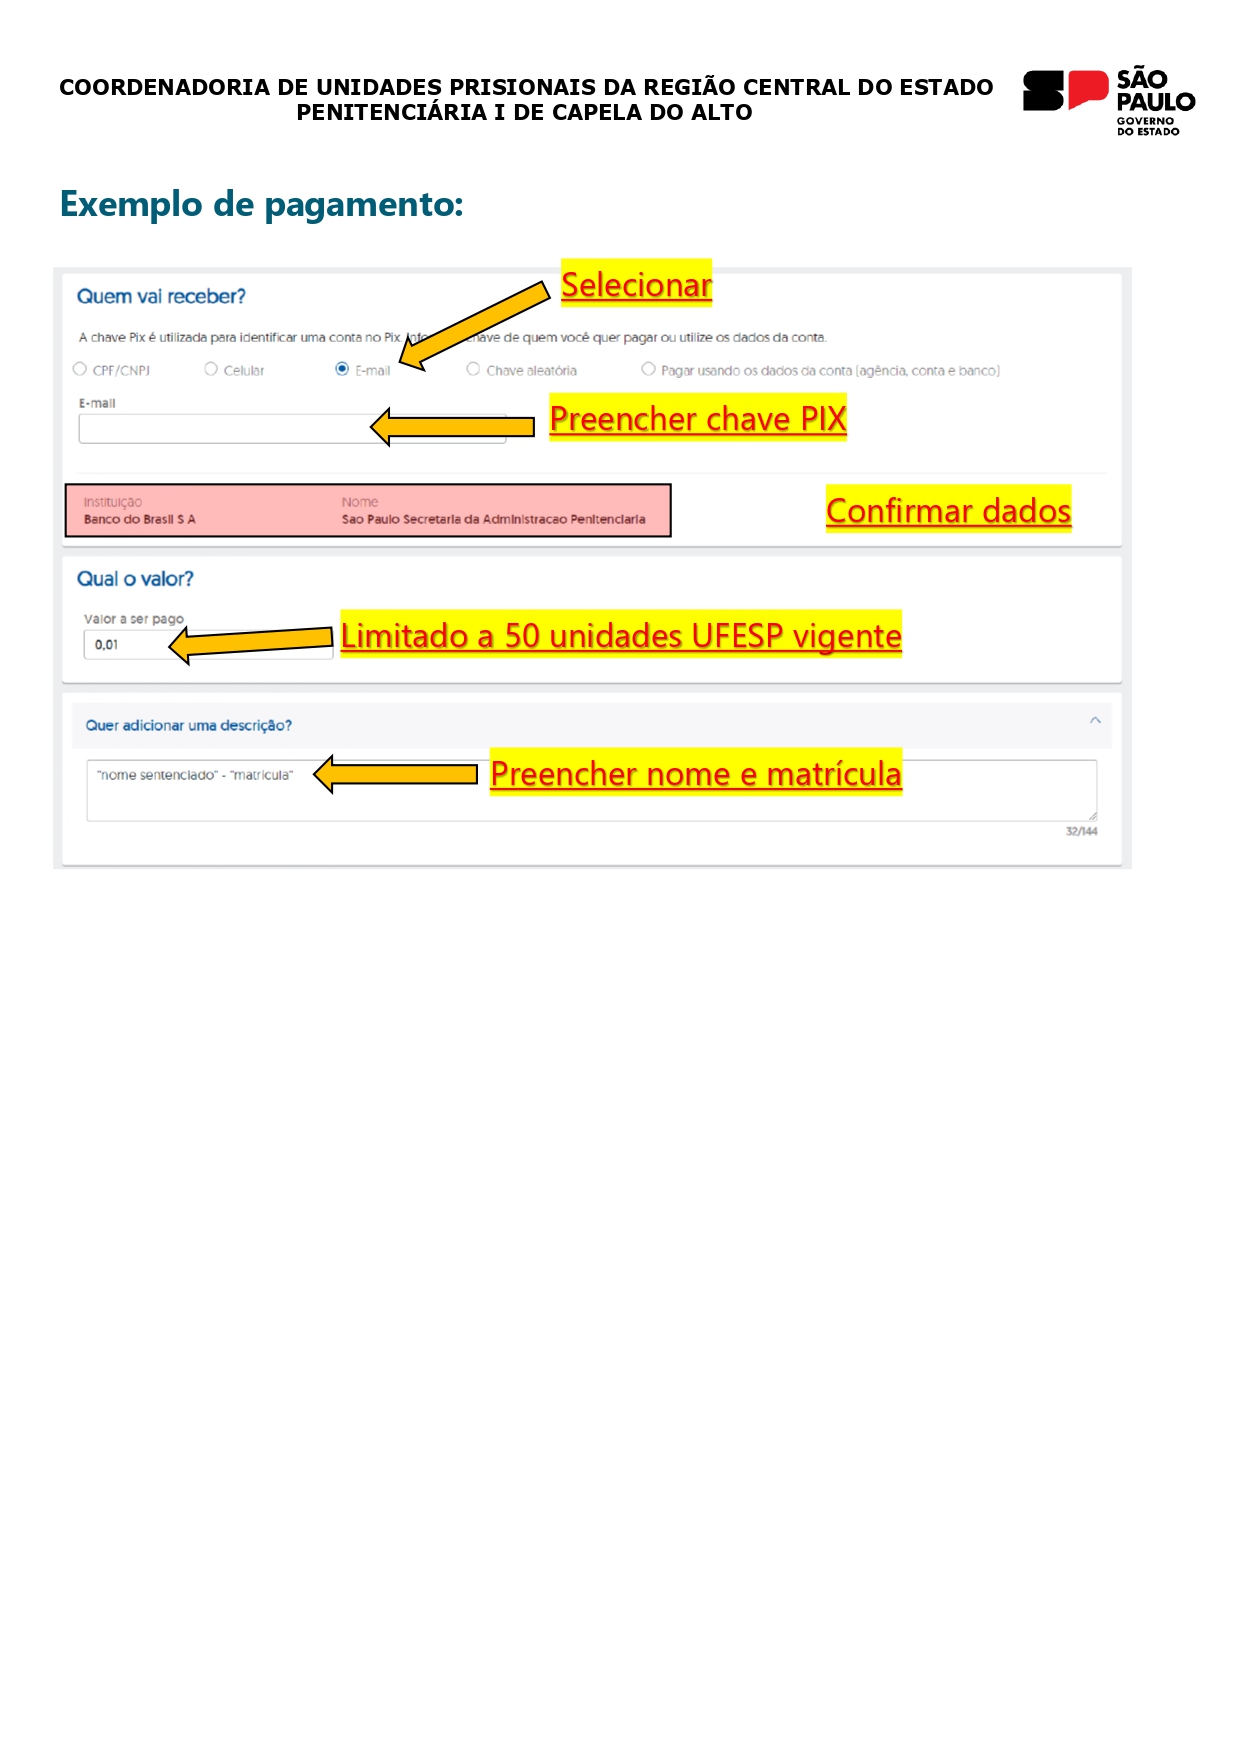 COORDENADORIA DE UNIDADES PRISIONAIS DA REGIÃO CENTRAL DO ESTADO
PENITENCIÁRIA I DE CAPELA DO ALTO
SÃO
PAULO
GOVERNO
DO ESTADO
Exemplo de pagamento:
Selecionar
Quem vai receber?
A chave Pix é utilizada para identificar uma conta no Pix. chave de quem você quer pagar ou utilize os dados da conta.
CPF/CNPJ Celular E-mail Chave aleatória Pagar usando os dados da conta (agência, conta e banco)
E-mail
Preencher chave PIX
Instituição Nome
Banco do Brasil S A Sao Paulo Secretaria da Administracao Penitenciaria
Confirmar dados
Qual o valor?
Valor a ser pago
0,01
Limitado a 50 unidades UFESP vigente
Quer adicionar uma descrição?
"nome sentenciado" - "matricula"
Preencher nome e matrícula
32/144